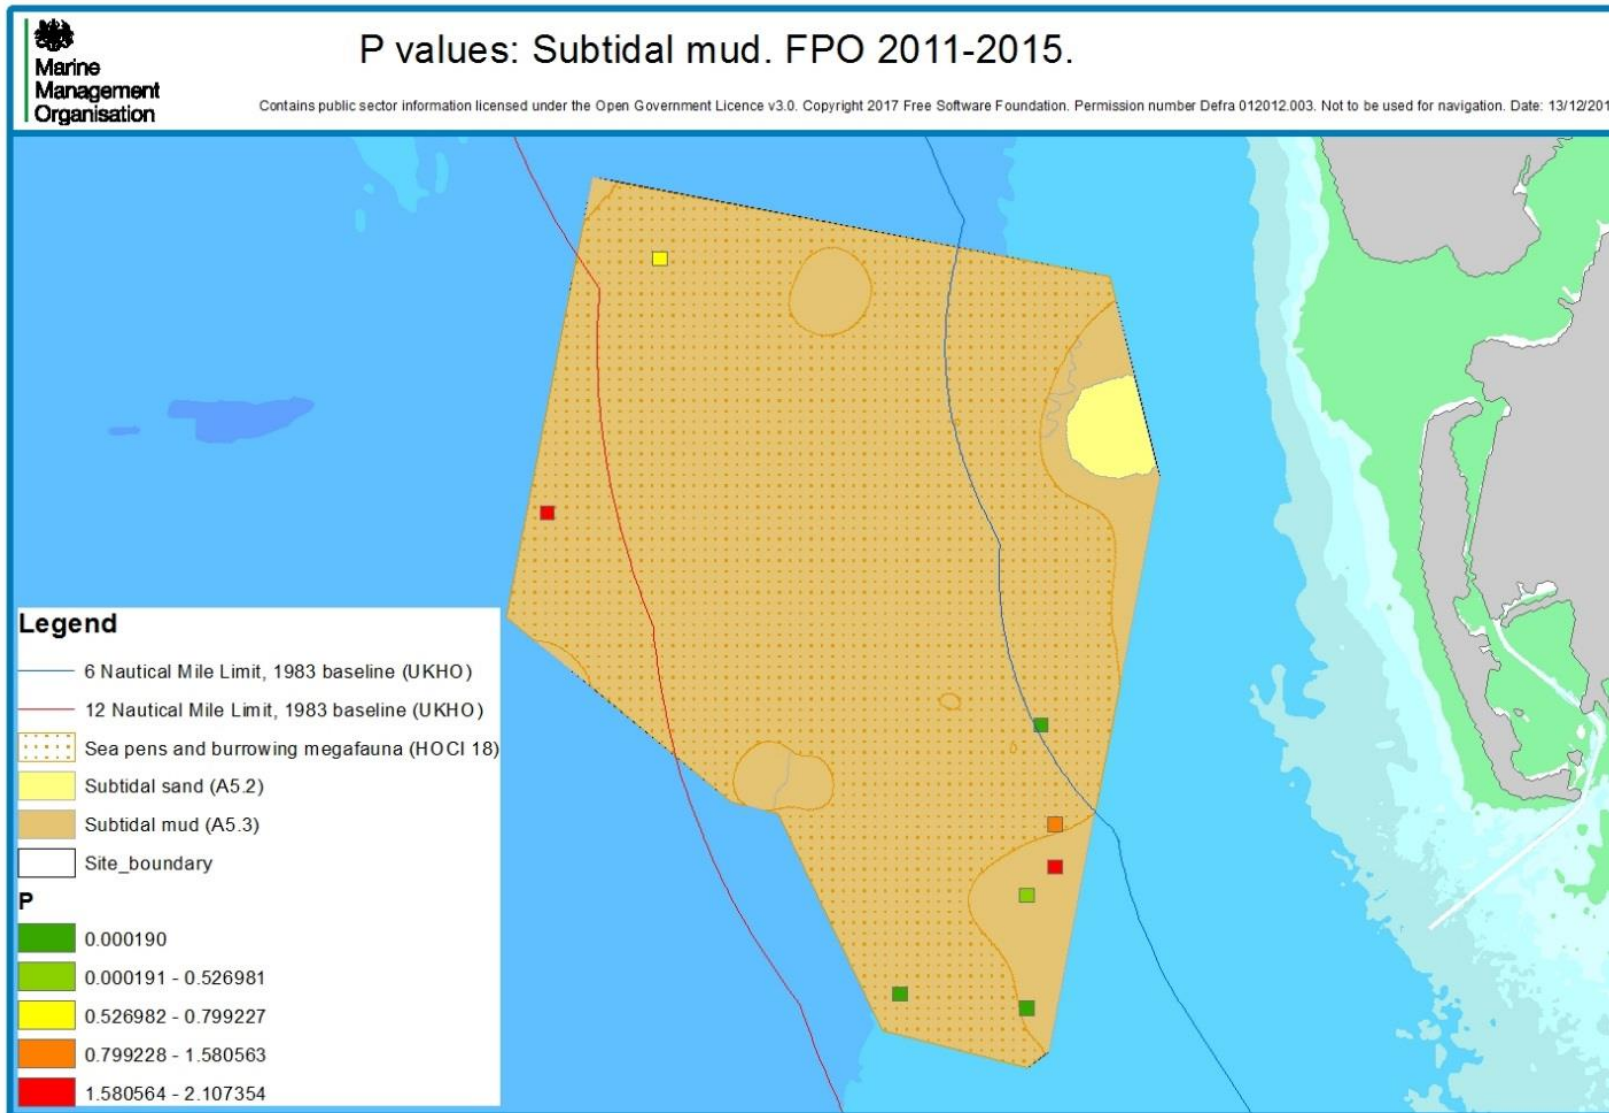 Marine
Management
Organisation
P values: Subtidal mud. FPO 2011-2015.
Contains public sector information licensed under the Open Government Licence v3.0. Copyright 2017 Free Software Foundation. Permission number Defra 012012.003. Not to be used for navigation. Date: 13/12/201
Legend
6 Nautical Mile Limit, 1983 baseline (UKHO)
12 Nautical Mile Limit, 1983 baseline (UKHO)
Sea pens and burrowing megafauna (HOCI 18)
Subtidal sand (A5.2)
Subtidal mud (A5.3)
Site_boundary
P
0.000190
0.000191 - 0.526981
0.526982 - 0.799227
0.799228 - 1.580563
1.580564 - 2.107354